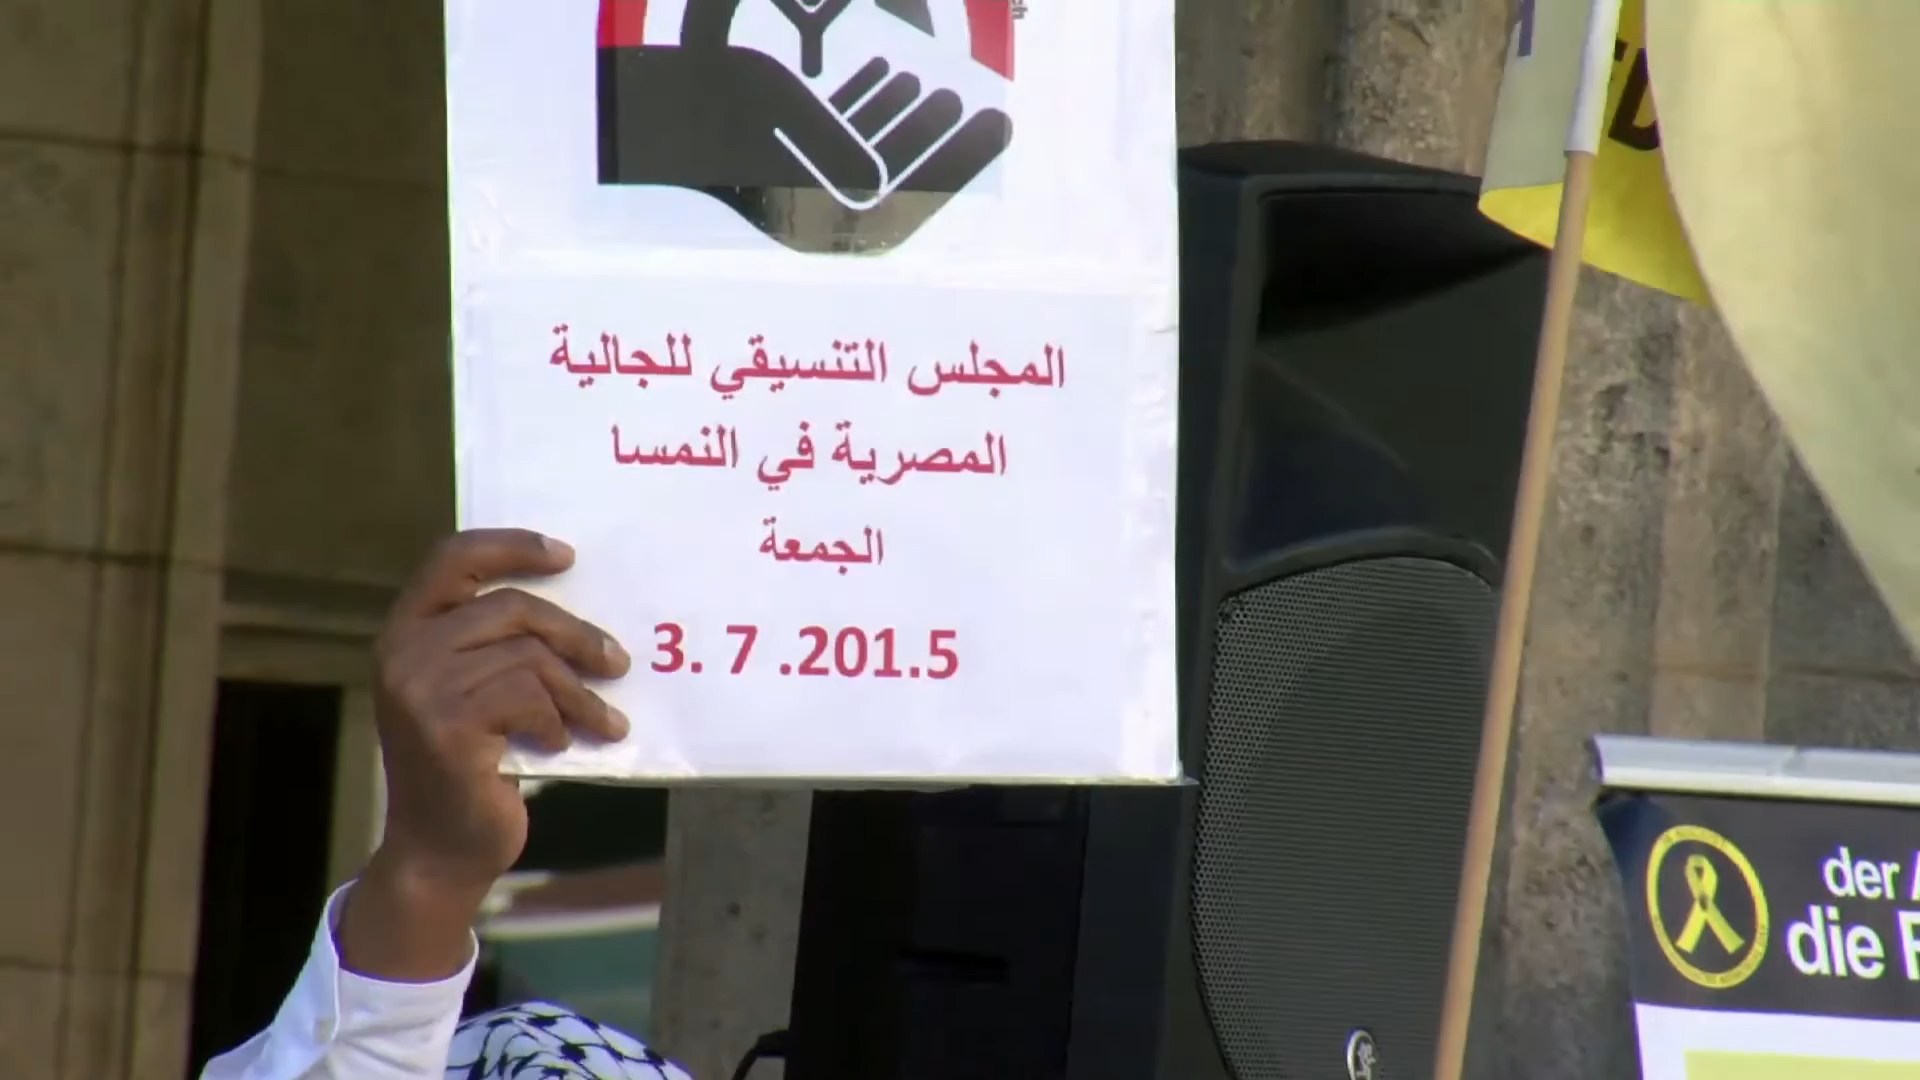 المجلس التنسيقي للجالية
المصرية في النمسا
الجمعة
3. 7 .201.5
der
die